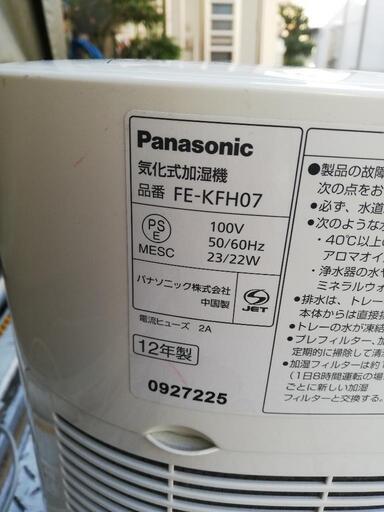 Panasonic
気化式加湿機
品番 FE-KFH07
PS
E
MESC
100V
50/60Hz
23/22W
パナソニック株式会社
中国製
S
JET
電流ヒューズ 2A
12年製
0927225
●製品の故障
次の点をお
●必ず、水道
●次のような水
・40℃以上の
アロマオイ
・浄水器の水
ミネラルウォ
●排水は、トレー
本体からは直接排
●トレーの水が凍結
●プレフィルター、加
定期的に掃除して清潔
●加湿フィルターは約1
(1日8時間運転の場
ごとに新しい加湿
フィルターと交換する。